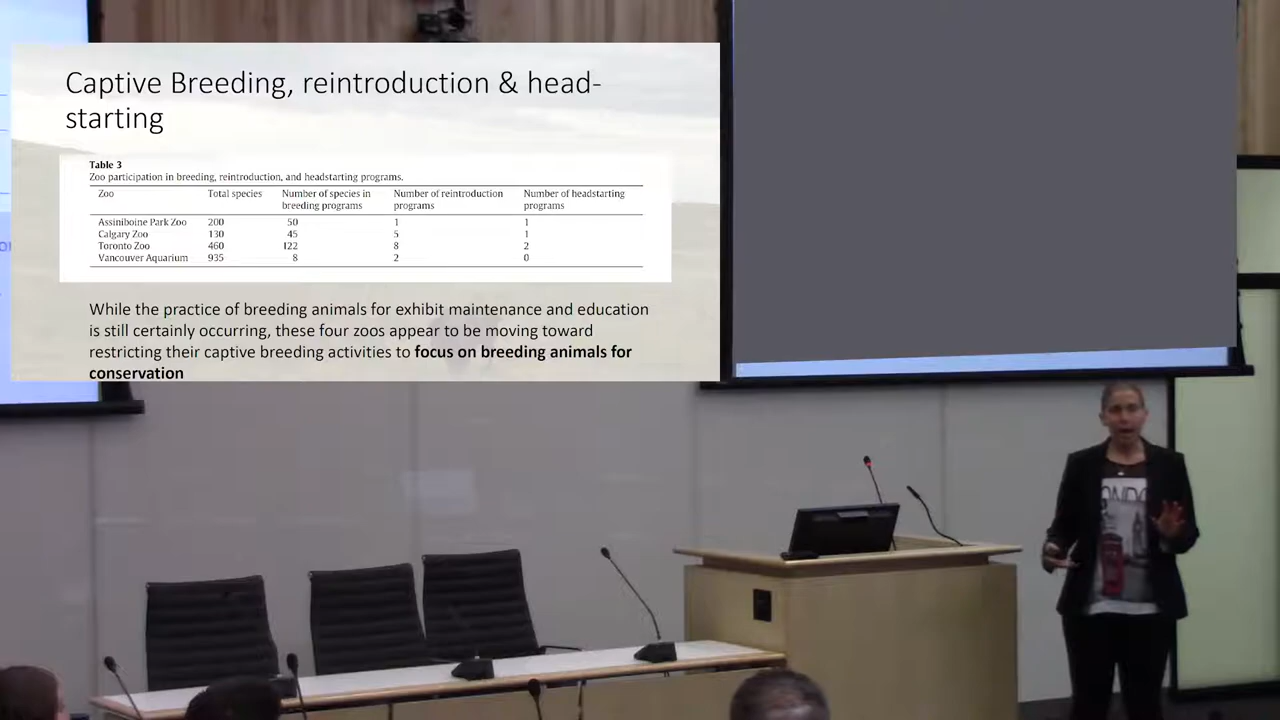 Captive Breeding, reintroduction & head-
starting
Table 3
Zoo participation in breeding, reintroduction, and headstarting programs.
Zoo Total species Number of species in breeding programs Number of reintroduction programs Number of headstarting programs
Assiniboine Park Zoo 200 50 1 1
Calgary Zoo 130 45 5 1
Toronto Zoo 460 122 8 2
Vancouver Aquarium 935 8 2 0
While the practice of breeding animals for exhibit maintenance and education
is still certainly occurring, these four zoos appear to be moving toward
restricting their captive breeding activities to focus on breeding animals for
conservation